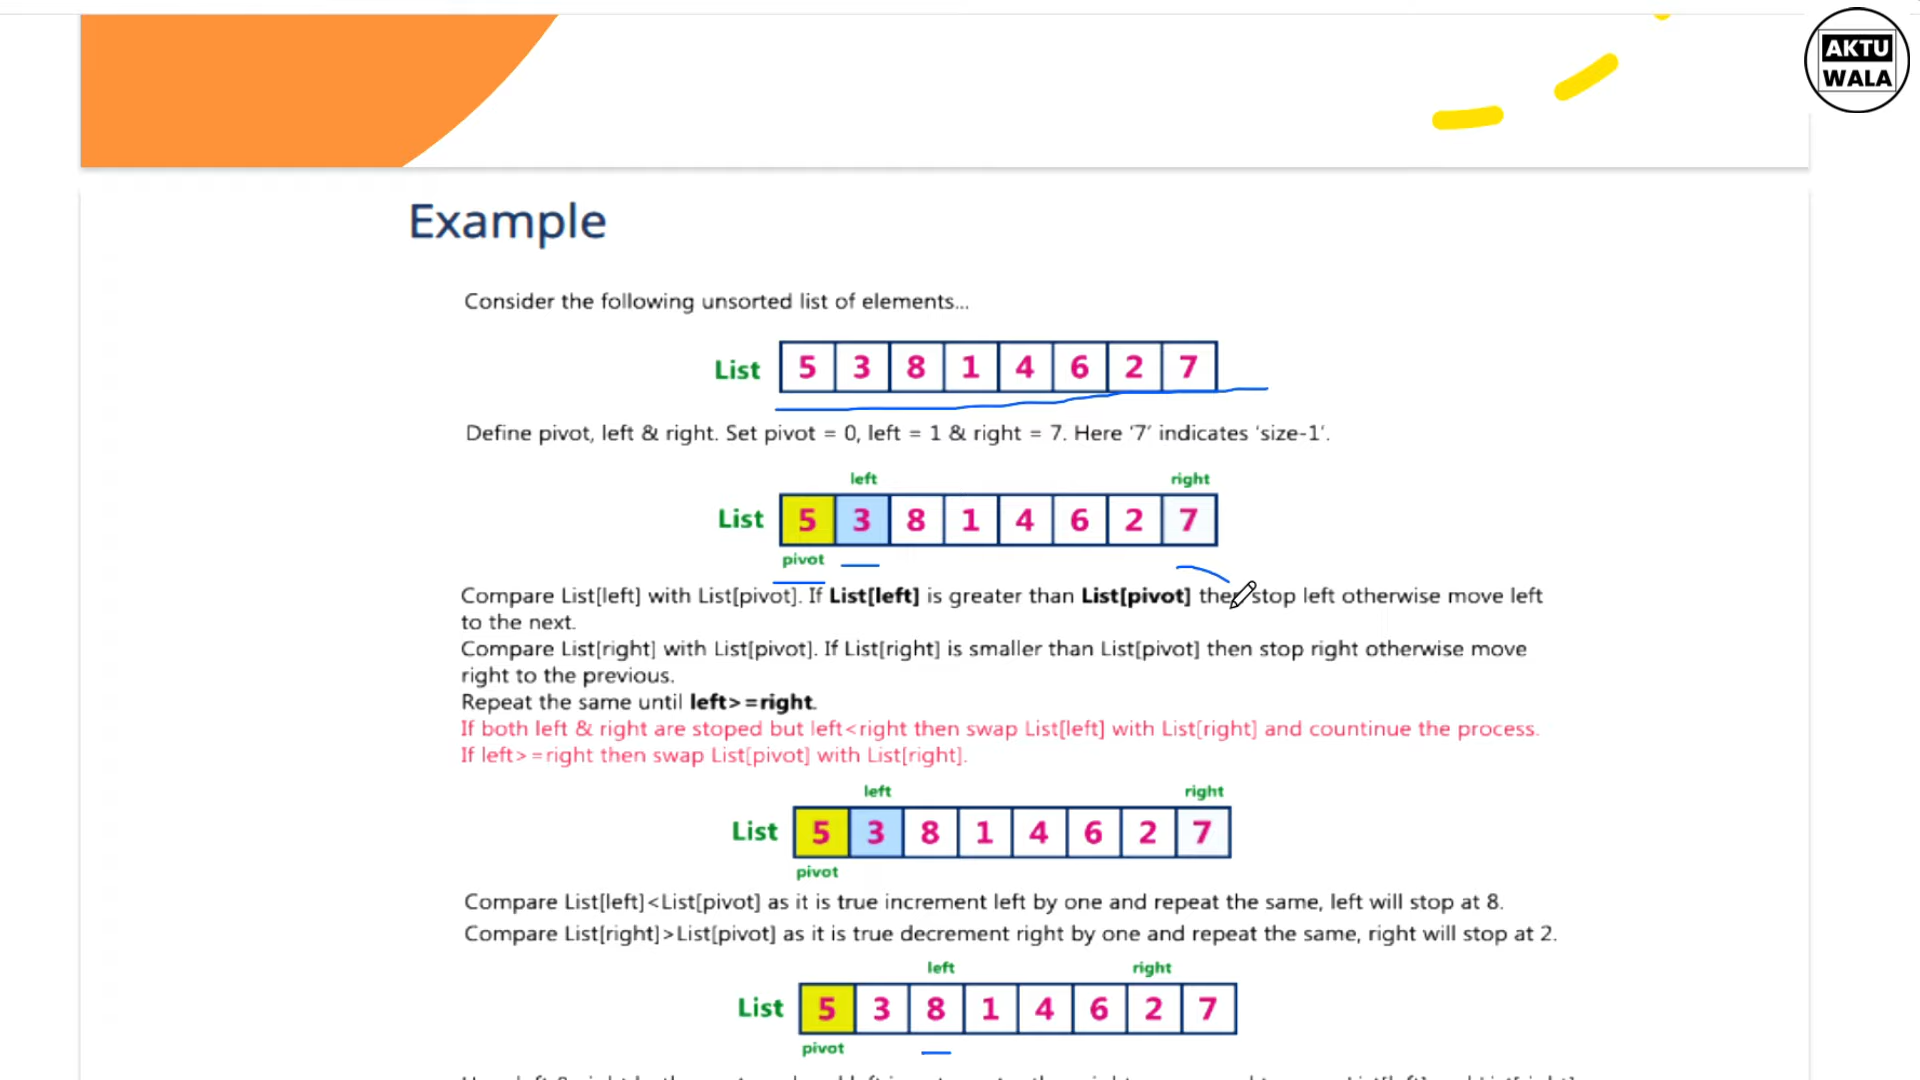 AKTU
WALA
Example
Consider the following unsorted list of elements...
List 5 3 8 1 4 6 2 7
Define pivot, left & right. Set pivot = 0, left = 1 & right = 7. Here '7' indicates 'size-1'.
left right
List 5 3 8 1 4 6 2 7
pivot
Compare List[left] with List[pivot]. If List[left] is greater than List[pivot] then stop left otherwise move left
to the next.
Compare List[right] with List[pivot]. If List[right] is smaller than List[pivot] then stop right otherwise move
right to the previous.
Repeat the same until left>=right.
If both left & right are stoped but left<right then swap List[left] with List[right] and countinue the process.
If left>=right then swap List[pivot] with List[right].
left right
List 5 3 8 1 4 6 2 7
pivot
Compare List[left]<List[pivot] as it is true increment left by one and repeat the same, left will stop at 8.
Compare List[right]>List[pivot] as it is true decrement right by one and repeat the same, right will stop at 2.
left right
List 5 3 8 1 4 6 2 7
pivot